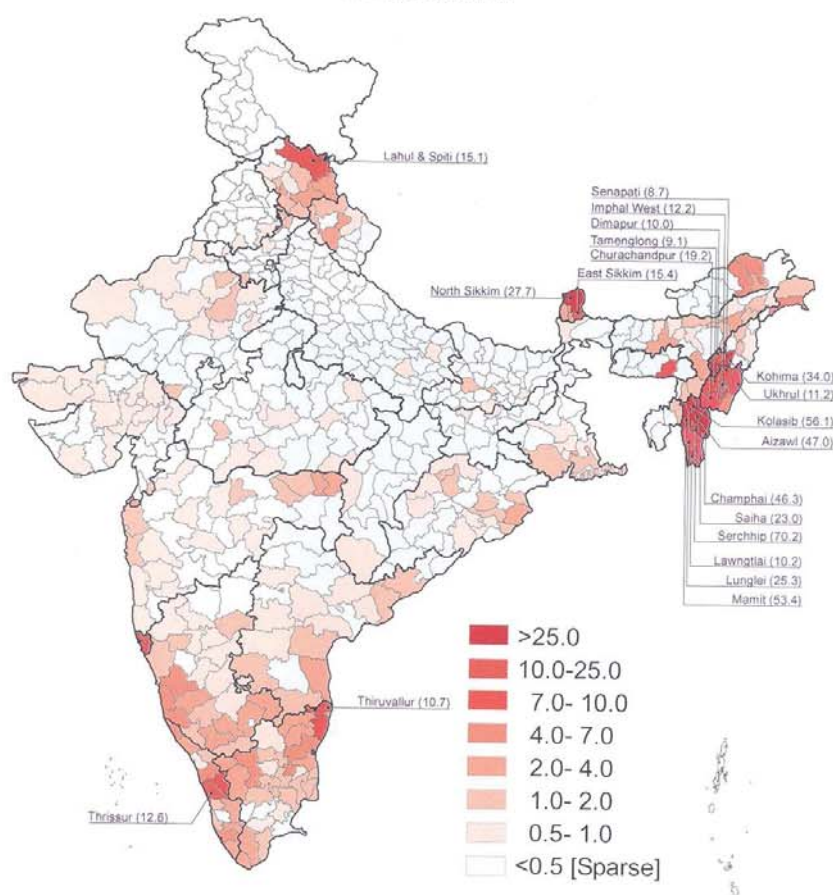 Lahul & Spiti (15.1)
Senapati (8.7)
Imphal West (12.2)
Dimapur (10.0)
Tamenglong (9.1)
Churachandpur (19.2)
East Sikkim (15.4)
North Sikkim (27.7)
Kohima (34.0)
Ukhrul (11.2)
Kolasib (56.1)
Aizawl (47.0)
Champhai (46.3)
Saiha (23.0)
Serchhip (70.2)
Lawngtlai (10.2)
Lunglei (25.3)
Mamit (53.4)
Thiruvallur (10.7)
Thrissur (12.6)
>25.0
10.0-25.0
7.0- 10.0
4.0- 7.0
2.0- 4.0
1.0- 2.0
0.5- 1.0
<0.5 [Sparse]